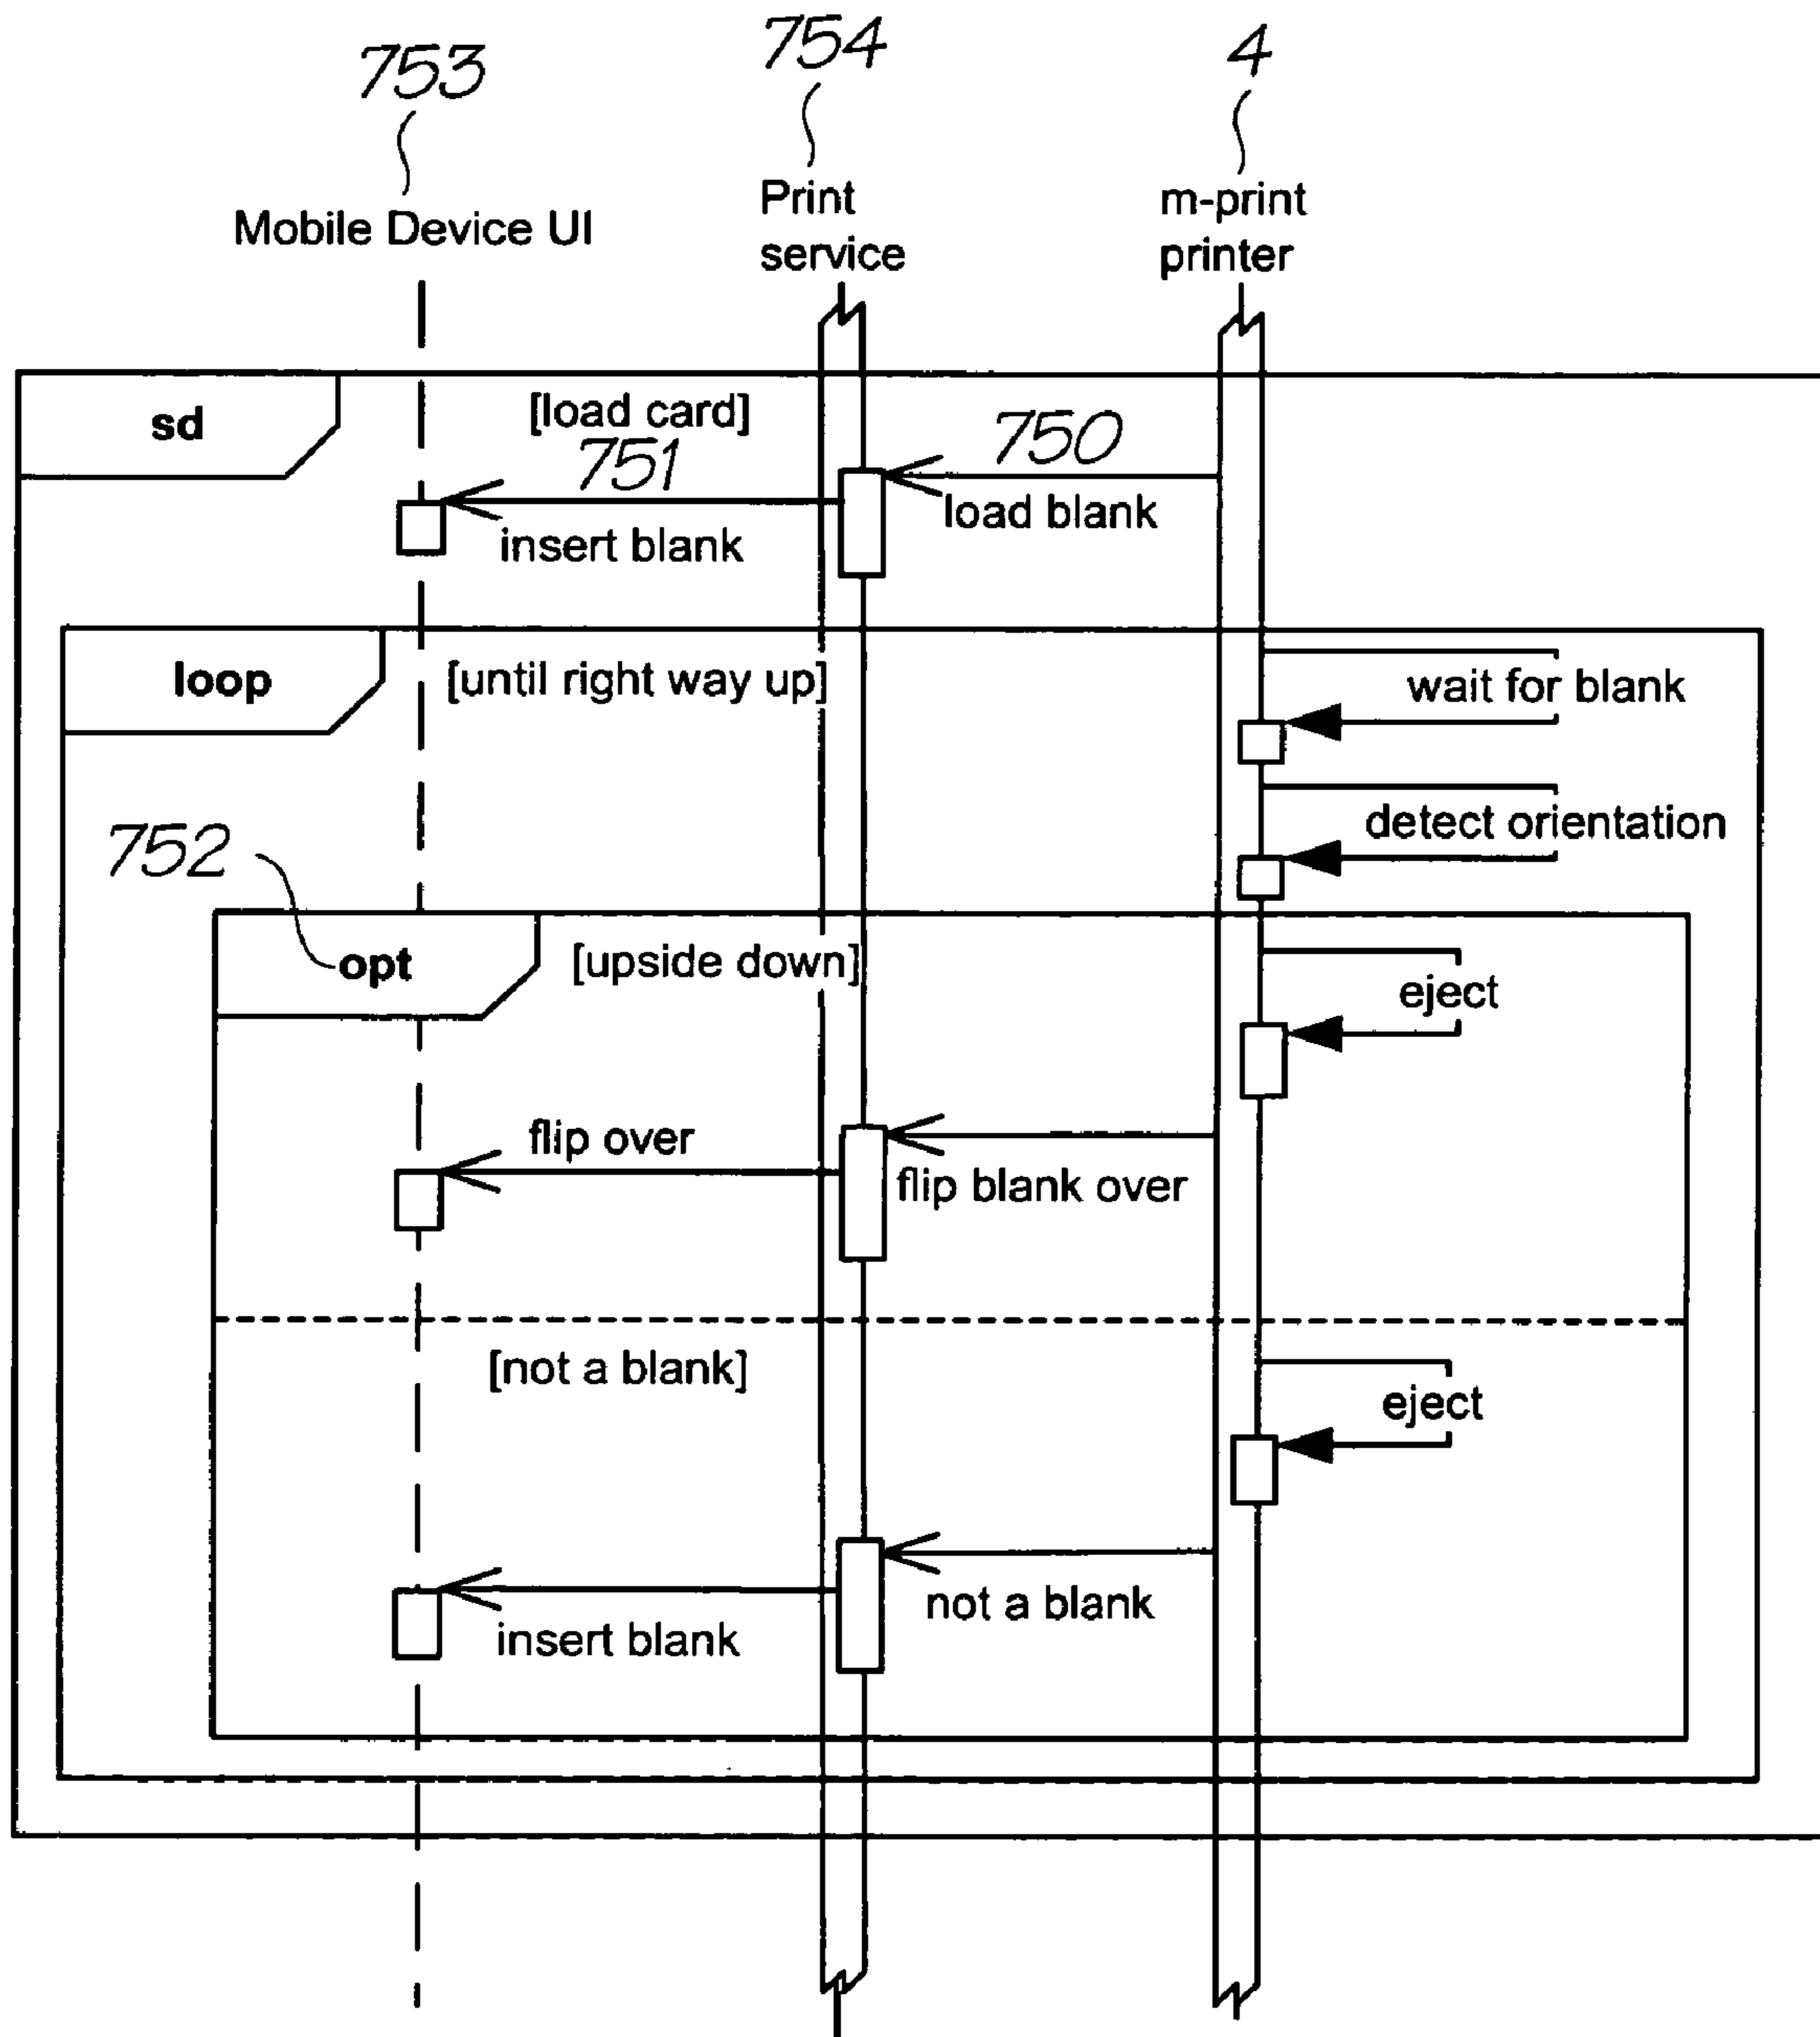 753
754
4
Mobile Device UI
Print
service
m-print
printer
sd
[load card]
751
750
insert blank
load blank
loop
[until right way up]
wait for blank
detect orientation
752
opt
[upside down]
eject
flip over
flip blank over
[not a blank]
eject
not a blank
insert blank